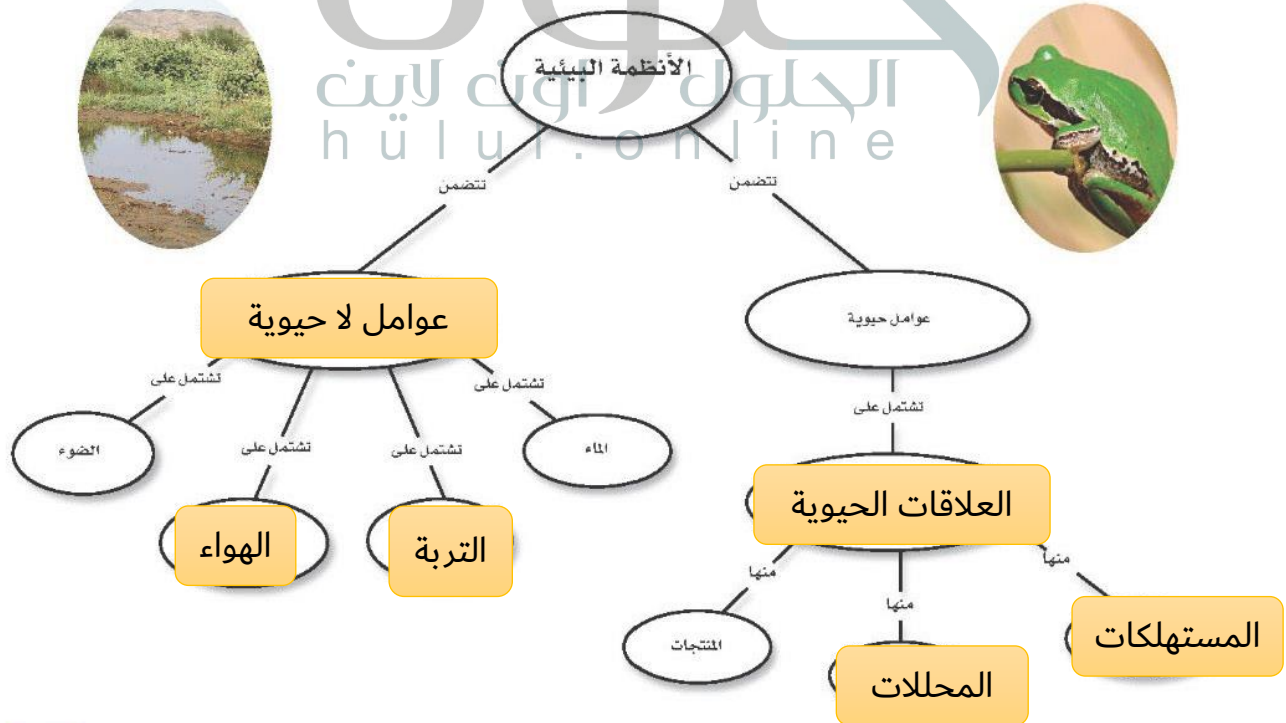 الأنظمة البيئية
الحلول اون لاين
hulul.online
تتضمن
تتضمن
عوامل حيوية
عوامل لا حيوية
تشتمل على
تشتمل على
تشتمل على
تشتمل على
تشتمل على
الماء
الضوء
التربة
الهواء
العلاقات الحيوية
منها
منها
منها
المستهلكات
المحللات
المنتجات